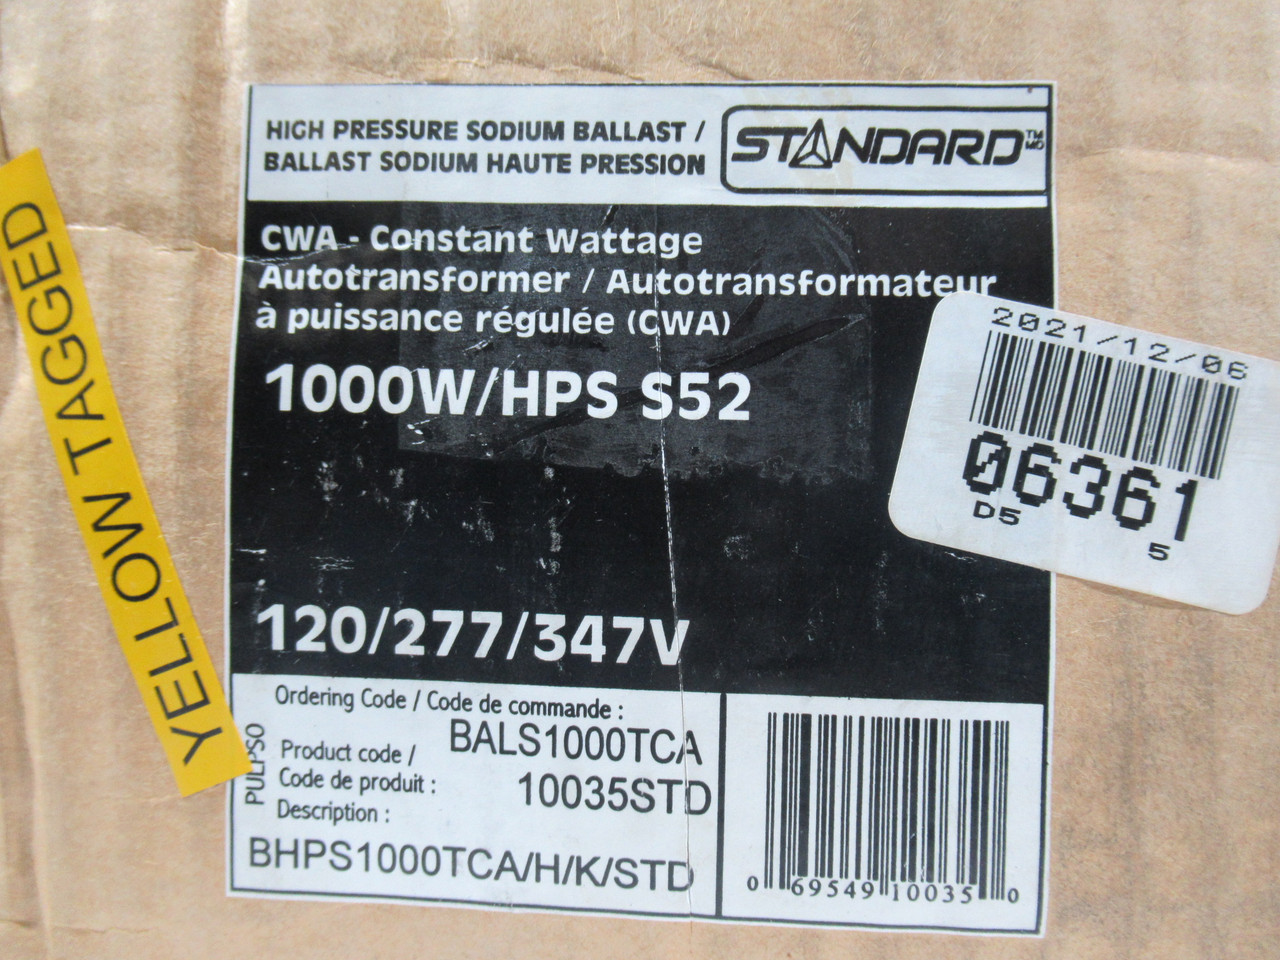 HIGH PRESSURE SODIUM BALLAST /
BALLAST SODIUM HAUTE PRESSION
STANDARD TM
MD
CWA - Constant Wattage
Autotransformer / Autotransformateur
à puissance régulée (CWA)
1000W/HPS S52
120/277/347V
Ordering Code / Code de commande :
BALS1000TCA
Product code /
Code de produit :
10035STD
Description :
BHPS1000TCA/H/K/STD
PULPSO
0 69549 10035 0
2021/12/06
06361
D5
5
YELLOW TAGGED